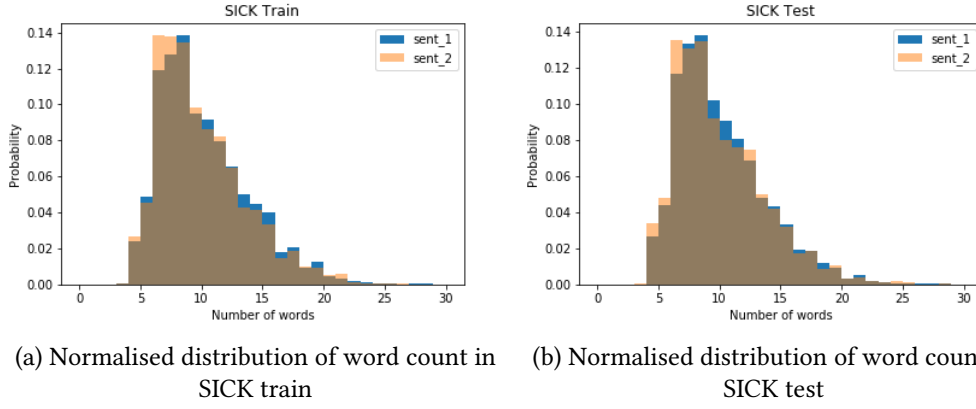 SICK Train
0.14
0.12
0.10
0.08
0.06
0.04
0.02
0.00
Probability
0 5 10 15 20 25 30
Number of words
sent_1
sent_2
SICK Test
0.14
0.12
0.10
0.08
0.06
0.04
0.02
0.00
Probability
0 5 10 15 20 25 30
Number of words
sent_1
sent_2
(a) Normalised distribution of word count in
SICK train
(b) Normalised distribution of word coun
SICK test